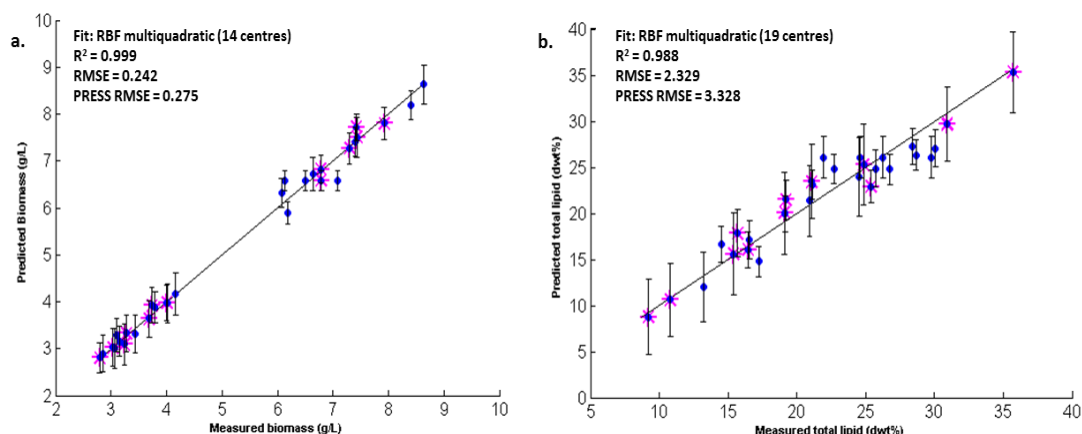 a.
Fit: RBF multiquadratic (14 centres)
R² = 0.999
RMSE = 0.242
PRESS RMSE = 0.275
Predicted Biomass (g/L)
10
9
8
7
6
5
4
3
2
2 3 4 5 6 7 8 9 10
Measured biomass (g/L)
b.
Fit: RBF multiquadratic (19 centres)
R² = 0.988
RMSE = 2.329
PRESS RMSE = 3.328
Predicted total lipid (dwt%)
40
35
30
25
20
15
10
5
0
5 10 15 20 25 30 35 40
Measured total lipid (dwt%)